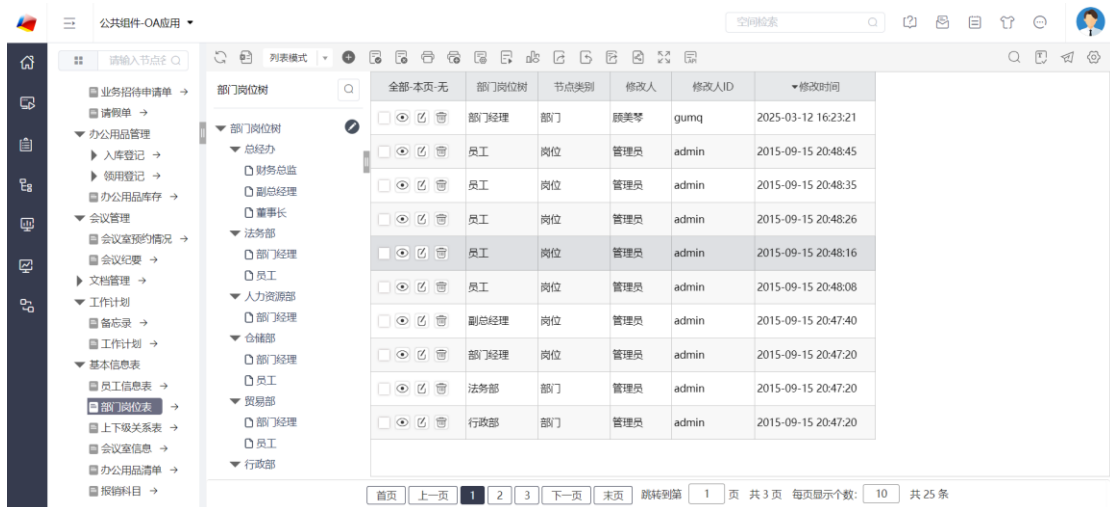 公共组件-OA应用
空间检索
1
请输入节点名
业务招待申请单
请假单
办公用品管理
入库登记
领用登记
办公用品库存
会议管理
会议室预约情况
会议纪要
文档管理
工作计划
备忘录
工作计划
基本信息表
员工信息表
部门岗位表
上下级关系表
会议室信息
办公用品清单
报销科目
列表模式
部门岗位树
部门岗位树
总经办
财务总监
副总经理
董事长
法务部
部门经理
员工
人力资源部
部门经理
仓储部
部门经理
员工
贸易部
部门经理
员工
行政部
全部-本页-无 部门岗位树 节点类别 修改人 修改人ID 修改时间
部门经理 部门 顾美琴 gumq 2025-03-12 16:23:21
员工 岗位 管理员 admin 2015-09-15 20:48:45
员工 岗位 管理员 admin 2015-09-15 20:48:35
员工 岗位 管理员 admin 2015-09-15 20:48:26
员工 岗位 管理员 admin 2015-09-15 20:48:16
员工 岗位 管理员 admin 2015-09-15 20:48:08
副总经理 岗位 管理员 admin 2015-09-15 20:47:40
部门经理 岗位 管理员 admin 2015-09-15 20:47:20
法务部 部门 管理员 admin 2015-09-15 20:47:20
行政部 部门 管理员 admin 2015-09-15 20:47:20
首页 上一页 1 2 3 下一页 末页 跳转到第 1 页 共 3 页 每页显示个数: 10 共 25 条